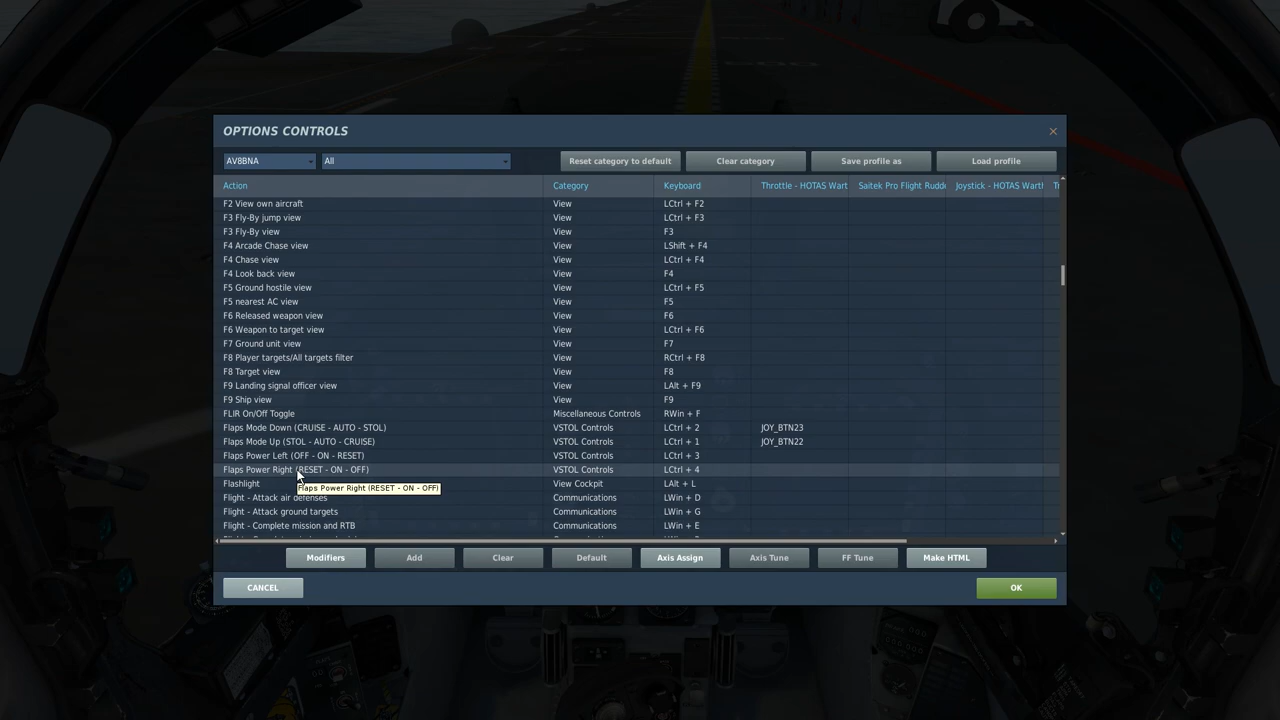 OPTIONS CONTROLS
AV8BNA All Reset category to default Clear category Save profile as Load profile
Action Category Keyboard Throttle - HOTAS Wart Saitek Pro Flight Rudde Joystick - HOTAS Wart
F2 View own aircraft View LCtrl + F2
F3 Fly-By jump view View LCtrl + F3
F3 Fly-By view View F3
F4 Arcade Chase view View LShift + F4
F4 Chase view View LCtrl + F4
F4 Look back view View F4
F5 Ground hostile view View LCtrl + F5
F5 nearest AC view View F5
F6 Released weapon view View F6
F6 Weapon to target view View LCtrl + F6
F7 Ground unit view View F7
F8 Player targets/All targets filter View RCtrl + F8
F8 Target view View F8
F9 Landing signal officer view View LAlt + F9
F9 Ship view View F9
FLIR On/Off Toggle Miscellaneous Controls RWin + F
Flaps Mode Down (CRUISE - AUTO - STOL) VSTOL Controls LCtrl + 2 JOY_BTN23
Flaps Mode Up (STOL - AUTO - CRUISE) VSTOL Controls LCtrl + 1 JOY_BTN22
Flaps Power Left (OFF - ON - RESET) VSTOL Controls LCtrl + 3
Flaps Power Right (RESET - ON - OFF) VSTOL Controls LCtrl + 4
Flashlight View Cockpit LAlt + L
Flaps Power Right (RESET - ON - OFF)
Flight - Attack air defenses Communications LWin + D
Flight - Attack ground targets Communications LWin + G
Flight - Complete mission and RTB Communications LWin + E
Modifiers Add Clear Default Axis Assign Axis Tune FF Tune Make HTML
CANCEL OK